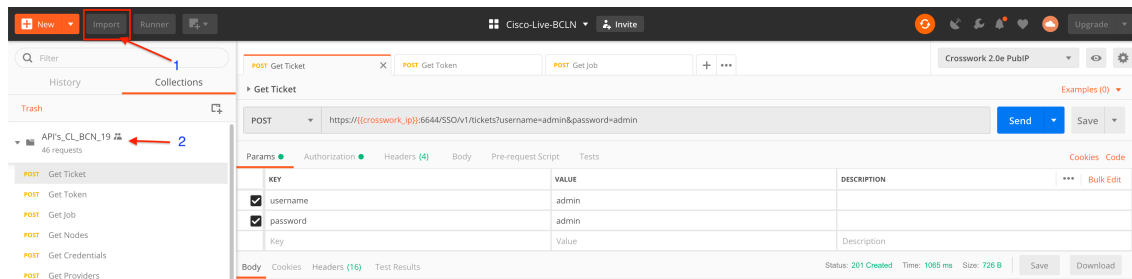 New Import Runner Cisco-Live-BCLN Invite Upgrade
1
Filter
History Collections
Trash
API's_CL_BCN_19
46 requests
2
POST Get Ticket
POST Get Token
POST Get Job
POST Get Nodes
POST Get Credentials
POST Get Providers
POST Get Ticket X POST Get Token POST Get Job + ••• Crosswork 2.0e PubIP
Get Ticket Examples (0)
POST https://{{crosswork_ip}}:6644/SSO/v1/tickets?username=admin&password=admin Send Save
Params Authorization Headers (4) Body Pre-request Script Tests Cookies Code
KEY VALUE DESCRIPTION ••• Bulk Edit
username admin
password admin
Key Value Description
Body Cookies Headers (16) Test Results Status: 201 Created Time: 1065 ms Size: 726 B Save Download